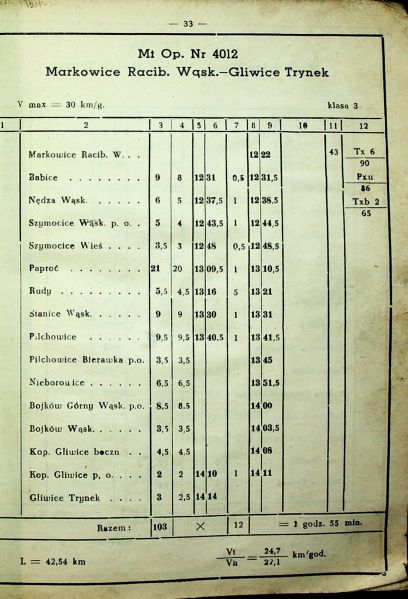 — 33 —
Mt Op. Nr 4012
Markowice Racib. Wąsk.—Gliwice Trynek
V max = 30 km/g. klasa 3
1 2 3 4 5 6 7 8 9 10 11 12
Markowice Racib. W. . . 12 22 43 Tx 6
90
Babice 9 8 12 31 0,5 12 31,5 Pxu
86
Nędza Wąsk. 6 5 12 37,5 1 12 38.5 Txb 2
65
Szymocice Wąsk. p. o. . 5 4 12 43,5 1 12 44,5
Szymocice Wieś . . . . 3,5 3 12 48 0,5 12 48,5
Paproć . . . . . . . . 21 20 13 09,5 1 13 10,5
Rudy . . . . . . . . 5,5 4,5 13 16 5 13 21
Stanice Wąsk. . . . . . 9 9 13 30 1 13 31
Pilchowice . . . . . . 9,5 9,5 13 40,5 1 13 41,5
Pilchowice Bierawka p.o. 3,5 3,5 13 45
Nieborowice . . . . . . 6,5 6,5 13 51,5
Bojków Górny Wąsk. p.o. 8,5 8.5 14 00
Bojków Wąsk. . . . . . 3,5 3,5 14 03,5
Kop. Gliwice boczn . . 4,5 4,5 14 08
Kop. Gliwice p, o. . . . 2 2 14 10 1 14 11
Gliwice Trynek . . . . 3 2,5 14 14
Razem: 103 × 12 = 1 godz. 55 min.
L = 42,54 km Vt = 24,7 km/god.
Vh 22,1